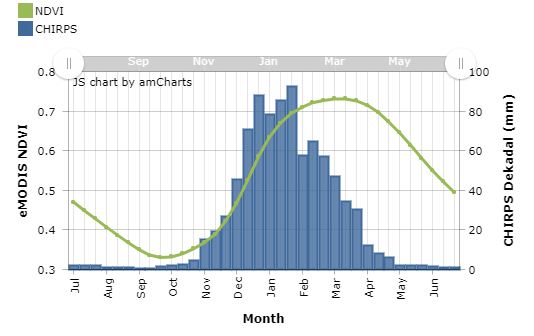 NDVI
CHIRPS
Sep Nov Jan Mar May
JS chart by amCharts
0.8 100
0.7 80
0.6 60
0.5 40
0.4 20
0.3 0
eMODIS NDVI
CHIRPS Dekadal (mm)
Jul Aug Sep Oct Nov Dec Jan Feb Mar Apr May Jun
Month